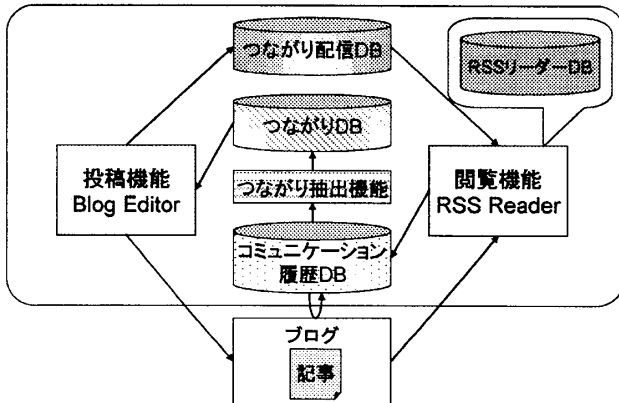 つながり配信DB
RSSリーダーDB
つながりDB
投稿機能
Blog Editor
つながり抽出機能
閲覧機能
RSS Reader
コミュニケーション
履歴DB
ブログ
記事